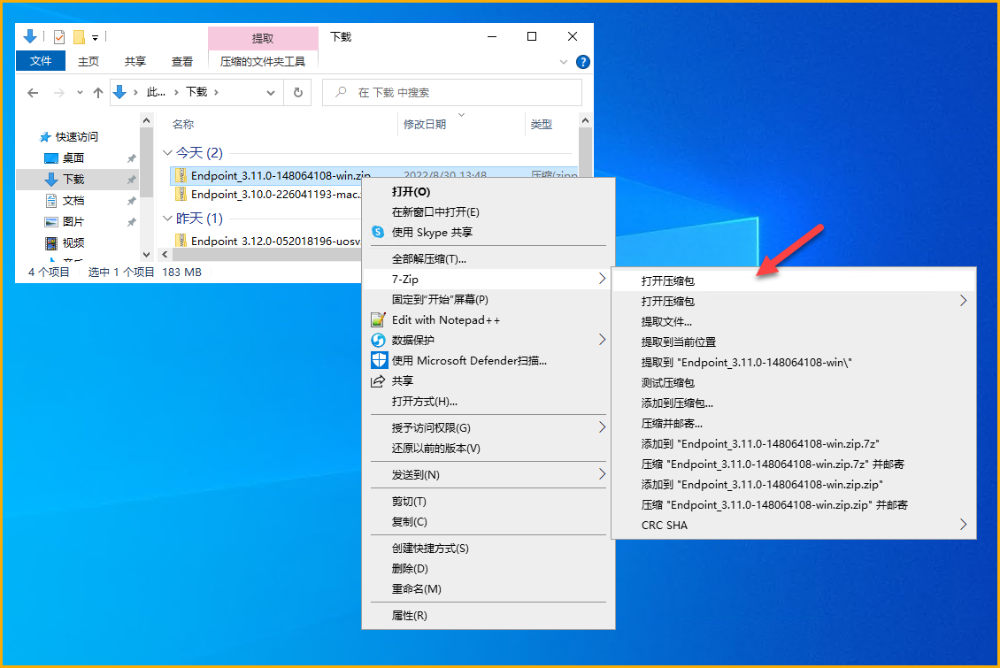 提取
下载
文件
主页
共享
查看
压缩的文件夹工具
此...
下载
在 下载 中搜索
名称
修改日期
类型
快速访问
桌面
下载
文档
图片
视频
今天 (2)
Endpoint_3.11.0-148064108-win.zip
2022/8/30 13:48
Endpoint_3.10.0-226041193-mac.
昨天 (1)
Endpoint 3.12.0-052018196-uosv
4 个项目
选中 1 个项目
183 MB
打开(O)
在新窗口中打开(E)
使用 Skype 共享
全部解压缩(T)...
7-Zip
固定到"开始"屏幕(P)
Edit with Notepad++
数据保护
使用 Microsoft Defender扫描...
共享
打开方式(H)...
授予访问权限(G)
还原以前的版本(V)
发送到(N)
剪切(T)
复制(C)
创建快捷方式(S)
删除(D)
重命名(M)
属性(R)
打开压缩包
打开压缩包
提取文件...
提取到当前位置
提取到 "Endpoint_3.11.0-148064108-win\"
测试压缩包
添加到压缩包...
压缩并邮寄...
添加到 "Endpoint_3.11.0-148064108-win.zip.7z"
压缩 "Endpoint_3.11.0-148064108-win.zip.7z" 并邮寄
添加到 "Endpoint_3.11.0-148064108-win.zip.zip"
压缩 "Endpoint_3.11.0-148064108-win.zip.zip" 并邮寄
CRC SHA